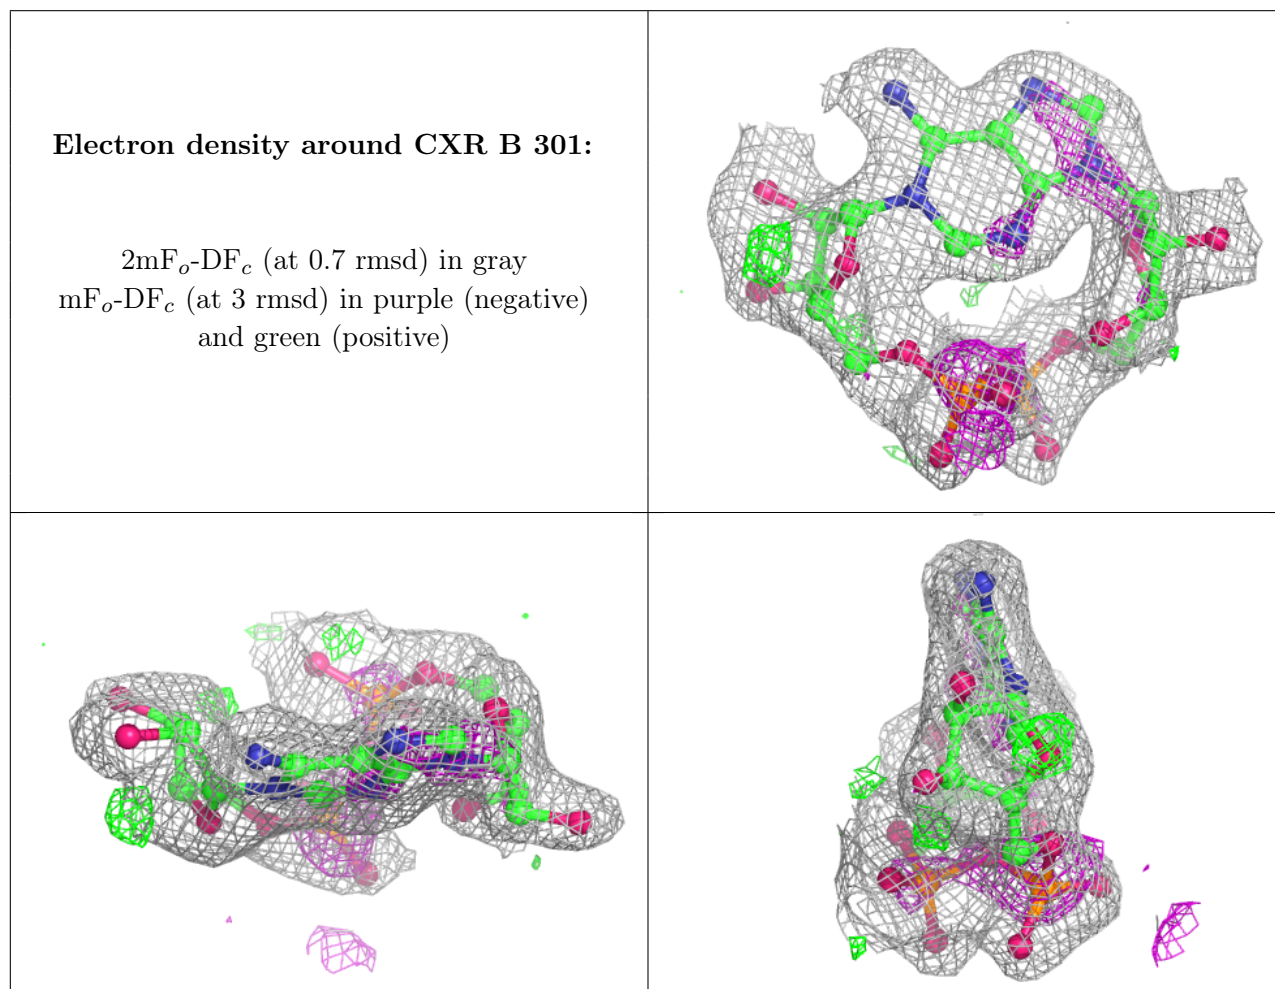 Electron density around CXR B 301:
2mFₒ-DF𝒸 (at 0.7 rmsd) in gray
mFₒ-DF𝒸 (at 3 rmsd) in purple (negative)
and green (positive)